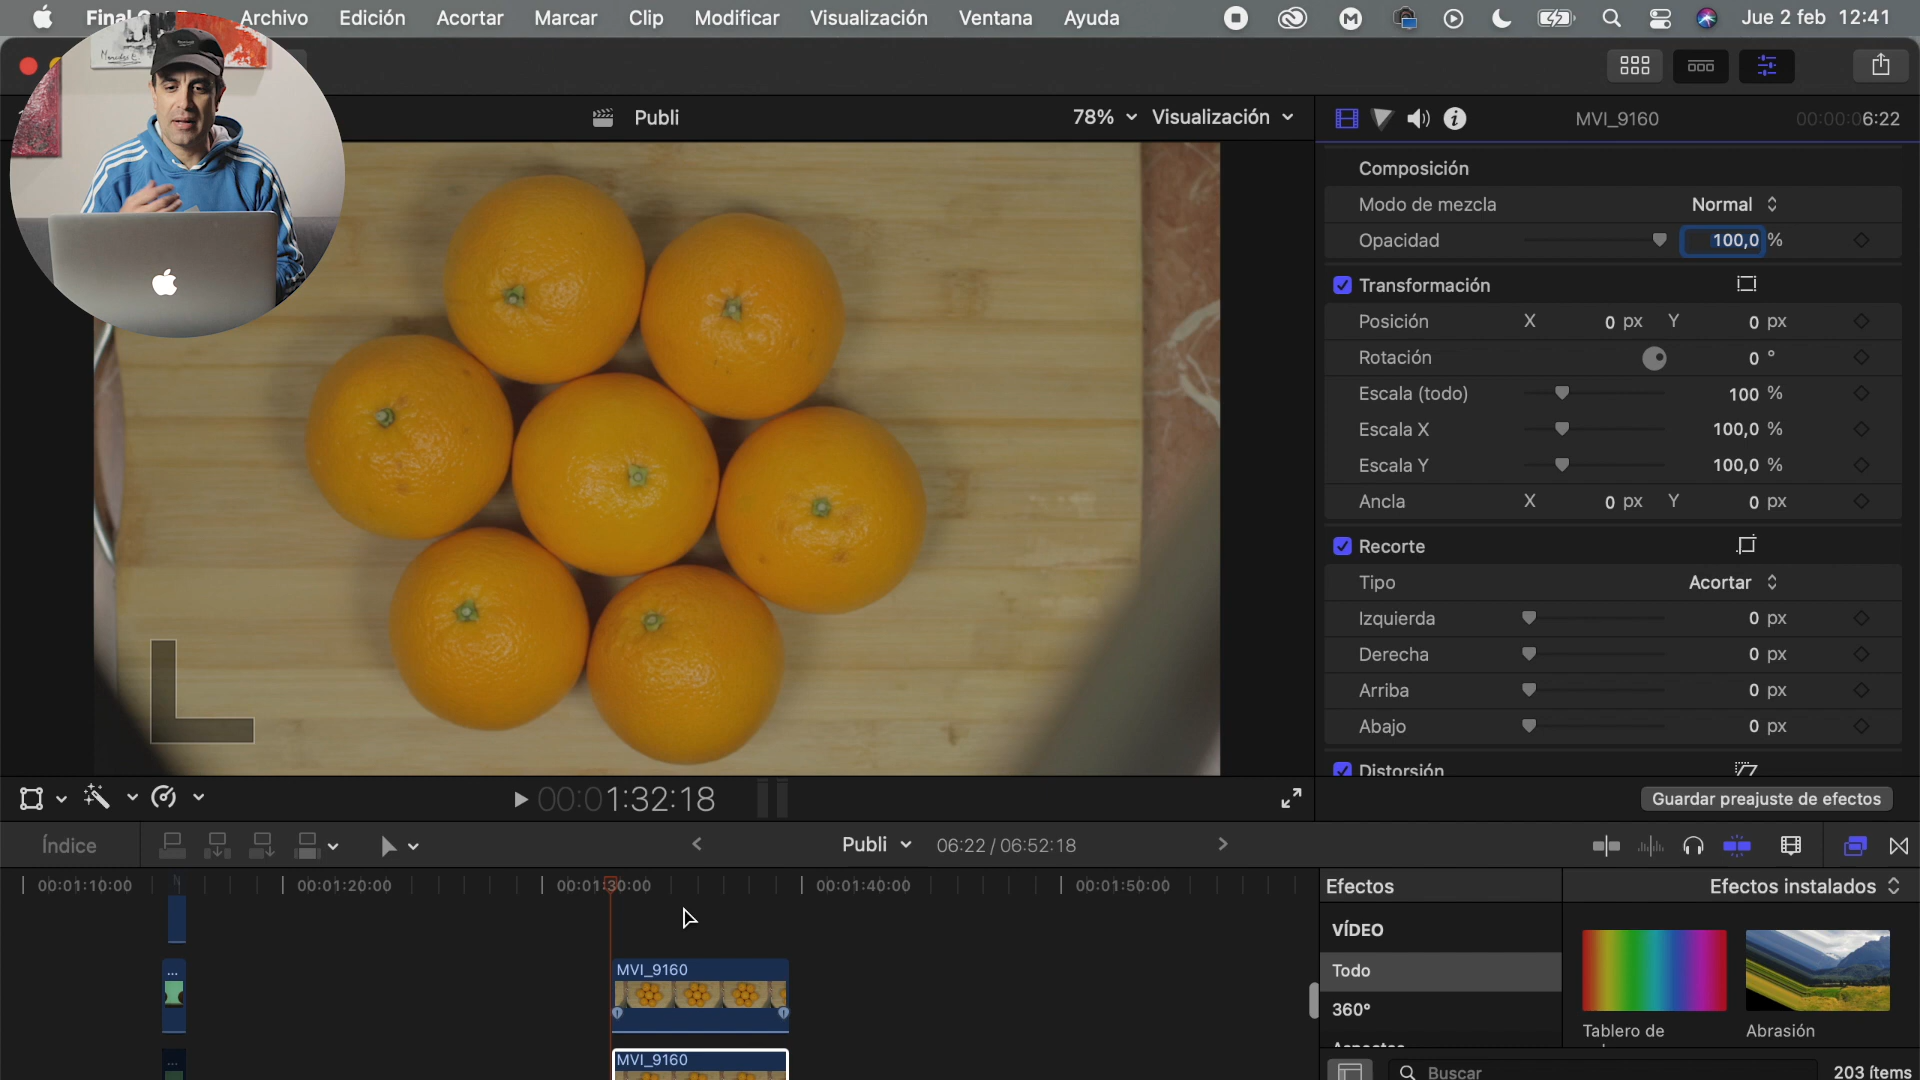 Final Archivo Edición Acortar Marcar Clip Modificar Visualización Ventana Ayuda Jue 2 feb 12:41
Publi 78% Visualización MVI_9160 00:00:06:22
Composición
Modo de mezcla Normal
Opacidad 100,0 %
Transformación
Posición X 0 px Y 0 px
Rotación 0 °
Escala (todo) 100 %
Escala X 100,0 %
Escala Y 100,0 %
Ancla X 0 px Y 0 px
Recorte
Tipo Acortar
Izquierda 0 px
Derecha 0 px
Arriba 0 px
Abajo 0 px
Distorsión
00:01:32:18 Guardar preajuste de efectos
Índice Publi 06:22 / 06:52:18
00:01:10:00 00:01:20:00 00:01:30:00 00:01:40:00 00:01:50:00 Efectos Efectos instalados
VÍDEO
Todo
360°
Aspectos
Tablero de Abrasión
MVI_9160
MVI_9160
Buscar 203 ítems